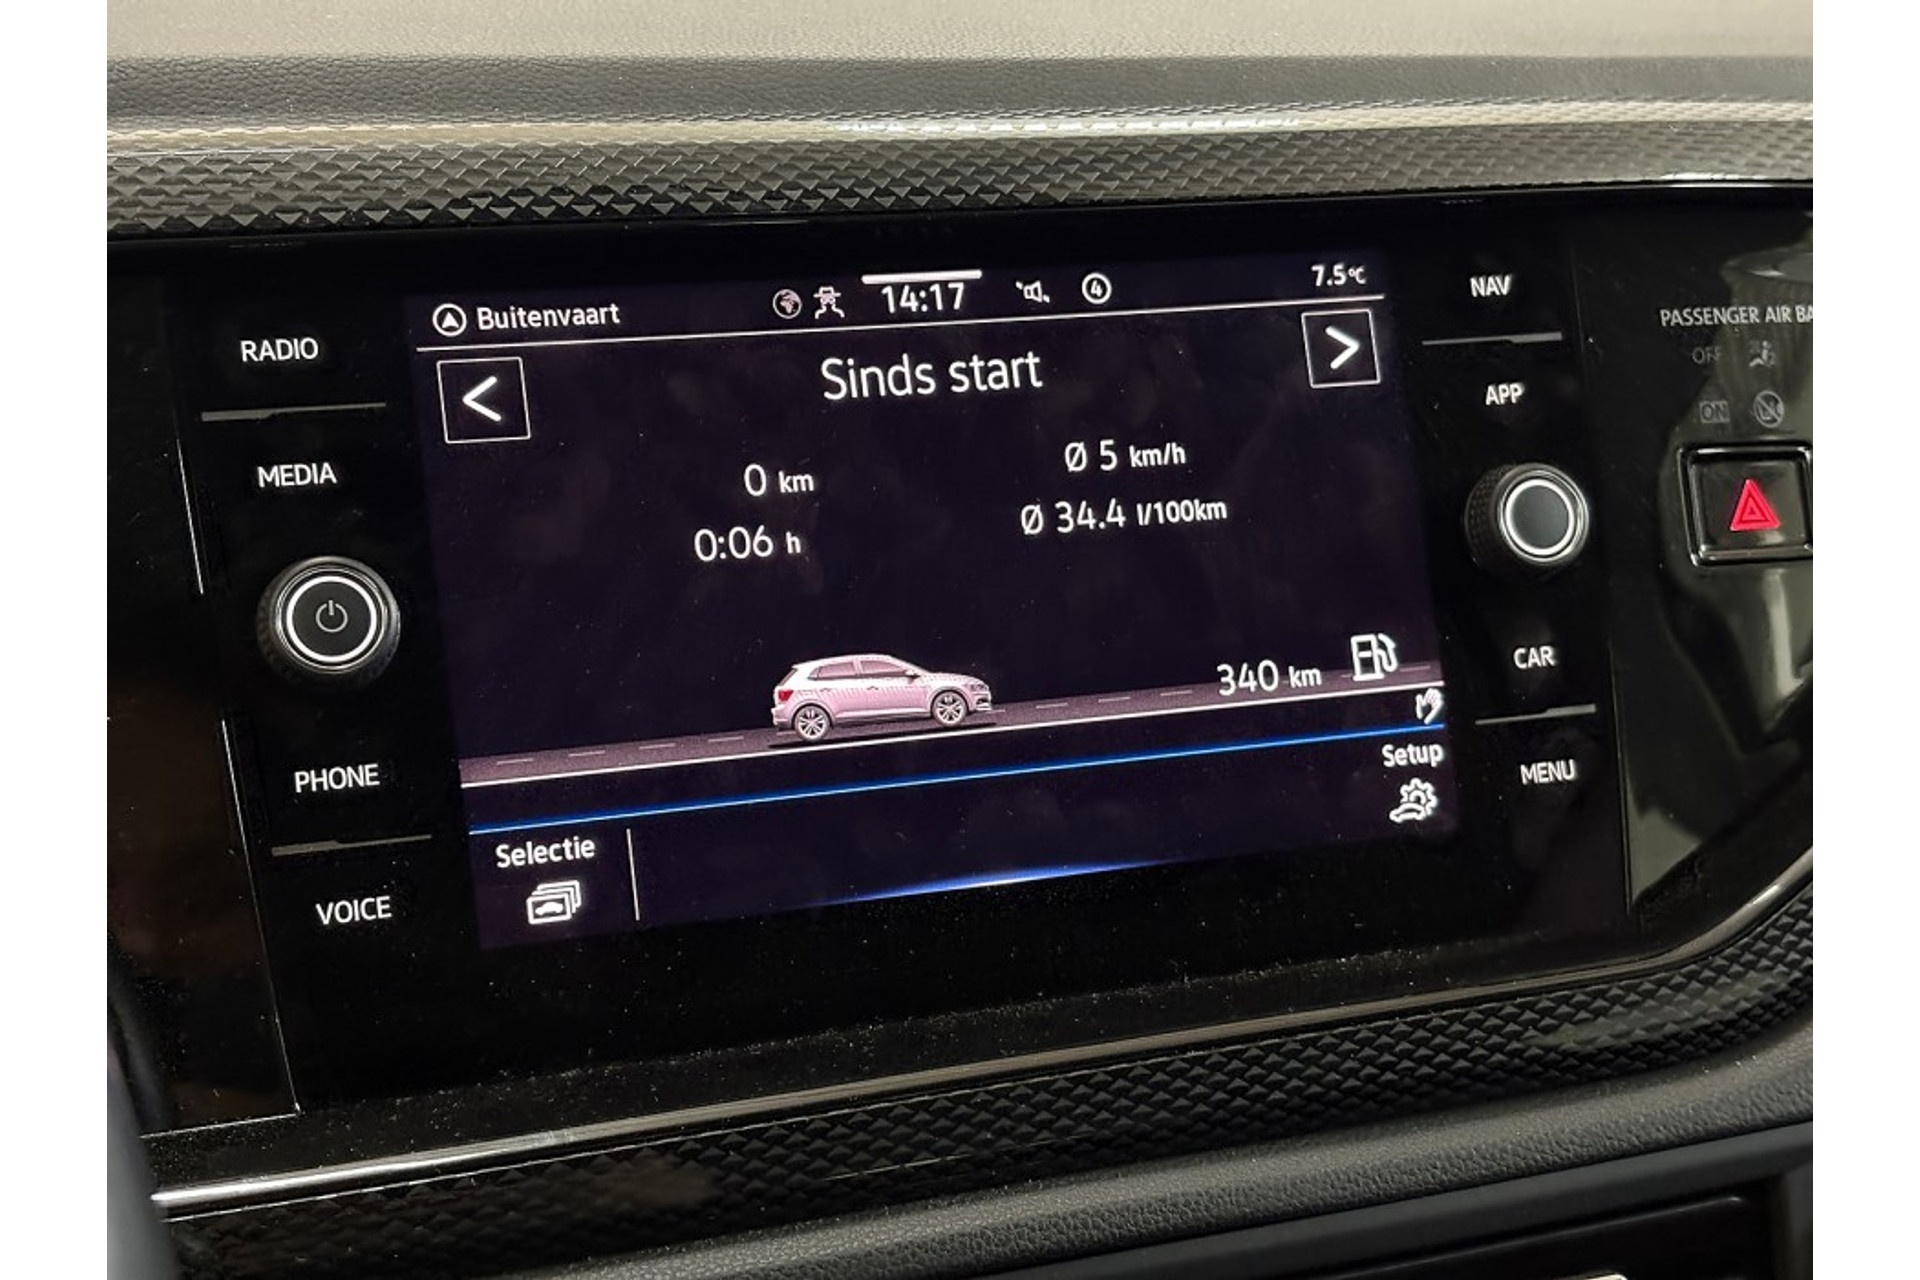 Buitenvaart 14:17 4 7.5°C
Sinds start
0 km
Ø 5 km/h
0:06 h
Ø 34.4 l/100km
340 km
Setup
Selectie
RADIO
MEDIA
PHONE
VOICE
NAV
APP
CAR
MENU
PASSENGER AIR BA
OFF
ON